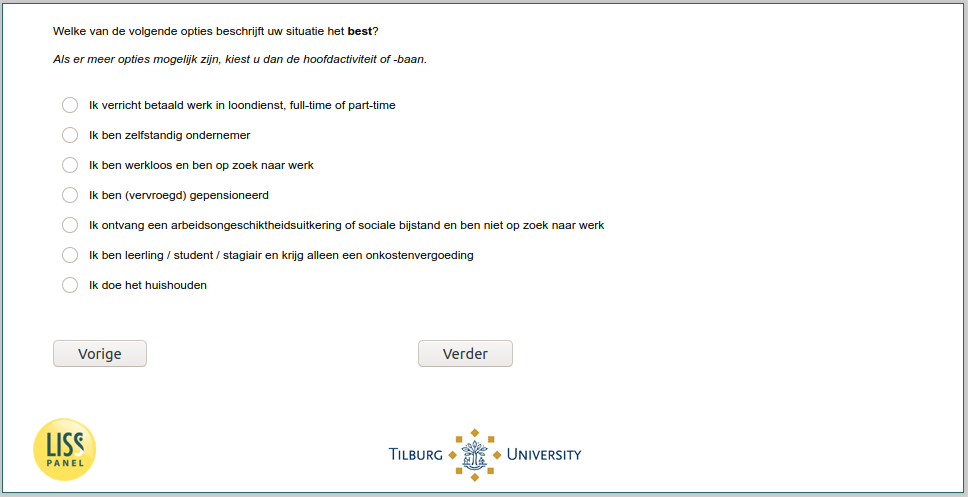 Welke van de volgende opties beschrijft uw situatie het best?
Als er meer opties mogelijk zijn, kiest u dan de hoofdactiviteit of -baan.
Ik verricht betaald werk in loondienst, full-time of part-time
Ik ben zelfstandig ondernemer
Ik ben werkloos en ben op zoek naar werk
Ik ben (vervroegd) gepensioneerd
Ik ontvang een arbeidsongeschiktheidsuitkering of sociale bijstand en ben niet op zoek naar werk
Ik ben leerling / student / stagiair en krijg alleen een onkostenvergoeding
Ik doe het huishouden
Vorige
Verder
LISS
PANEL
TILBURG UNIVERSITY